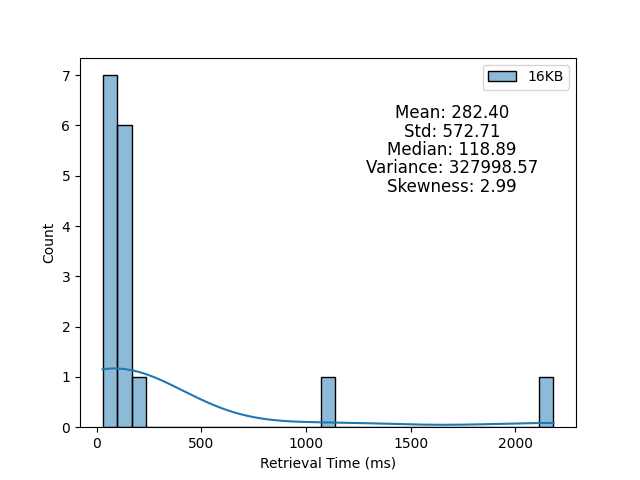 16KB
Mean: 282.40
Std: 572.71
Median: 118.89
Variance: 327998.57
Skewness: 2.99
7
6
5
4
3
2
1
0
Count
0 500 1000 1500 2000
Retrieval Time (ms)